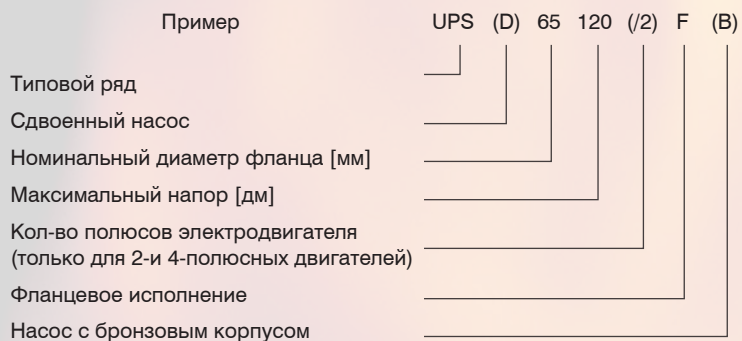 Пример UPS (D) 65 120 (/2) F (B)
Типовой ряд
Сдвоенный насос
Номинальный диаметр фланца [мм]
Максимальный напор [дм]
Кол-во полюсов электродвигателя
(только для 2-и 4-полюсных двигателей)
Фланцевое исполнение
Насос с бронзовым корпусом